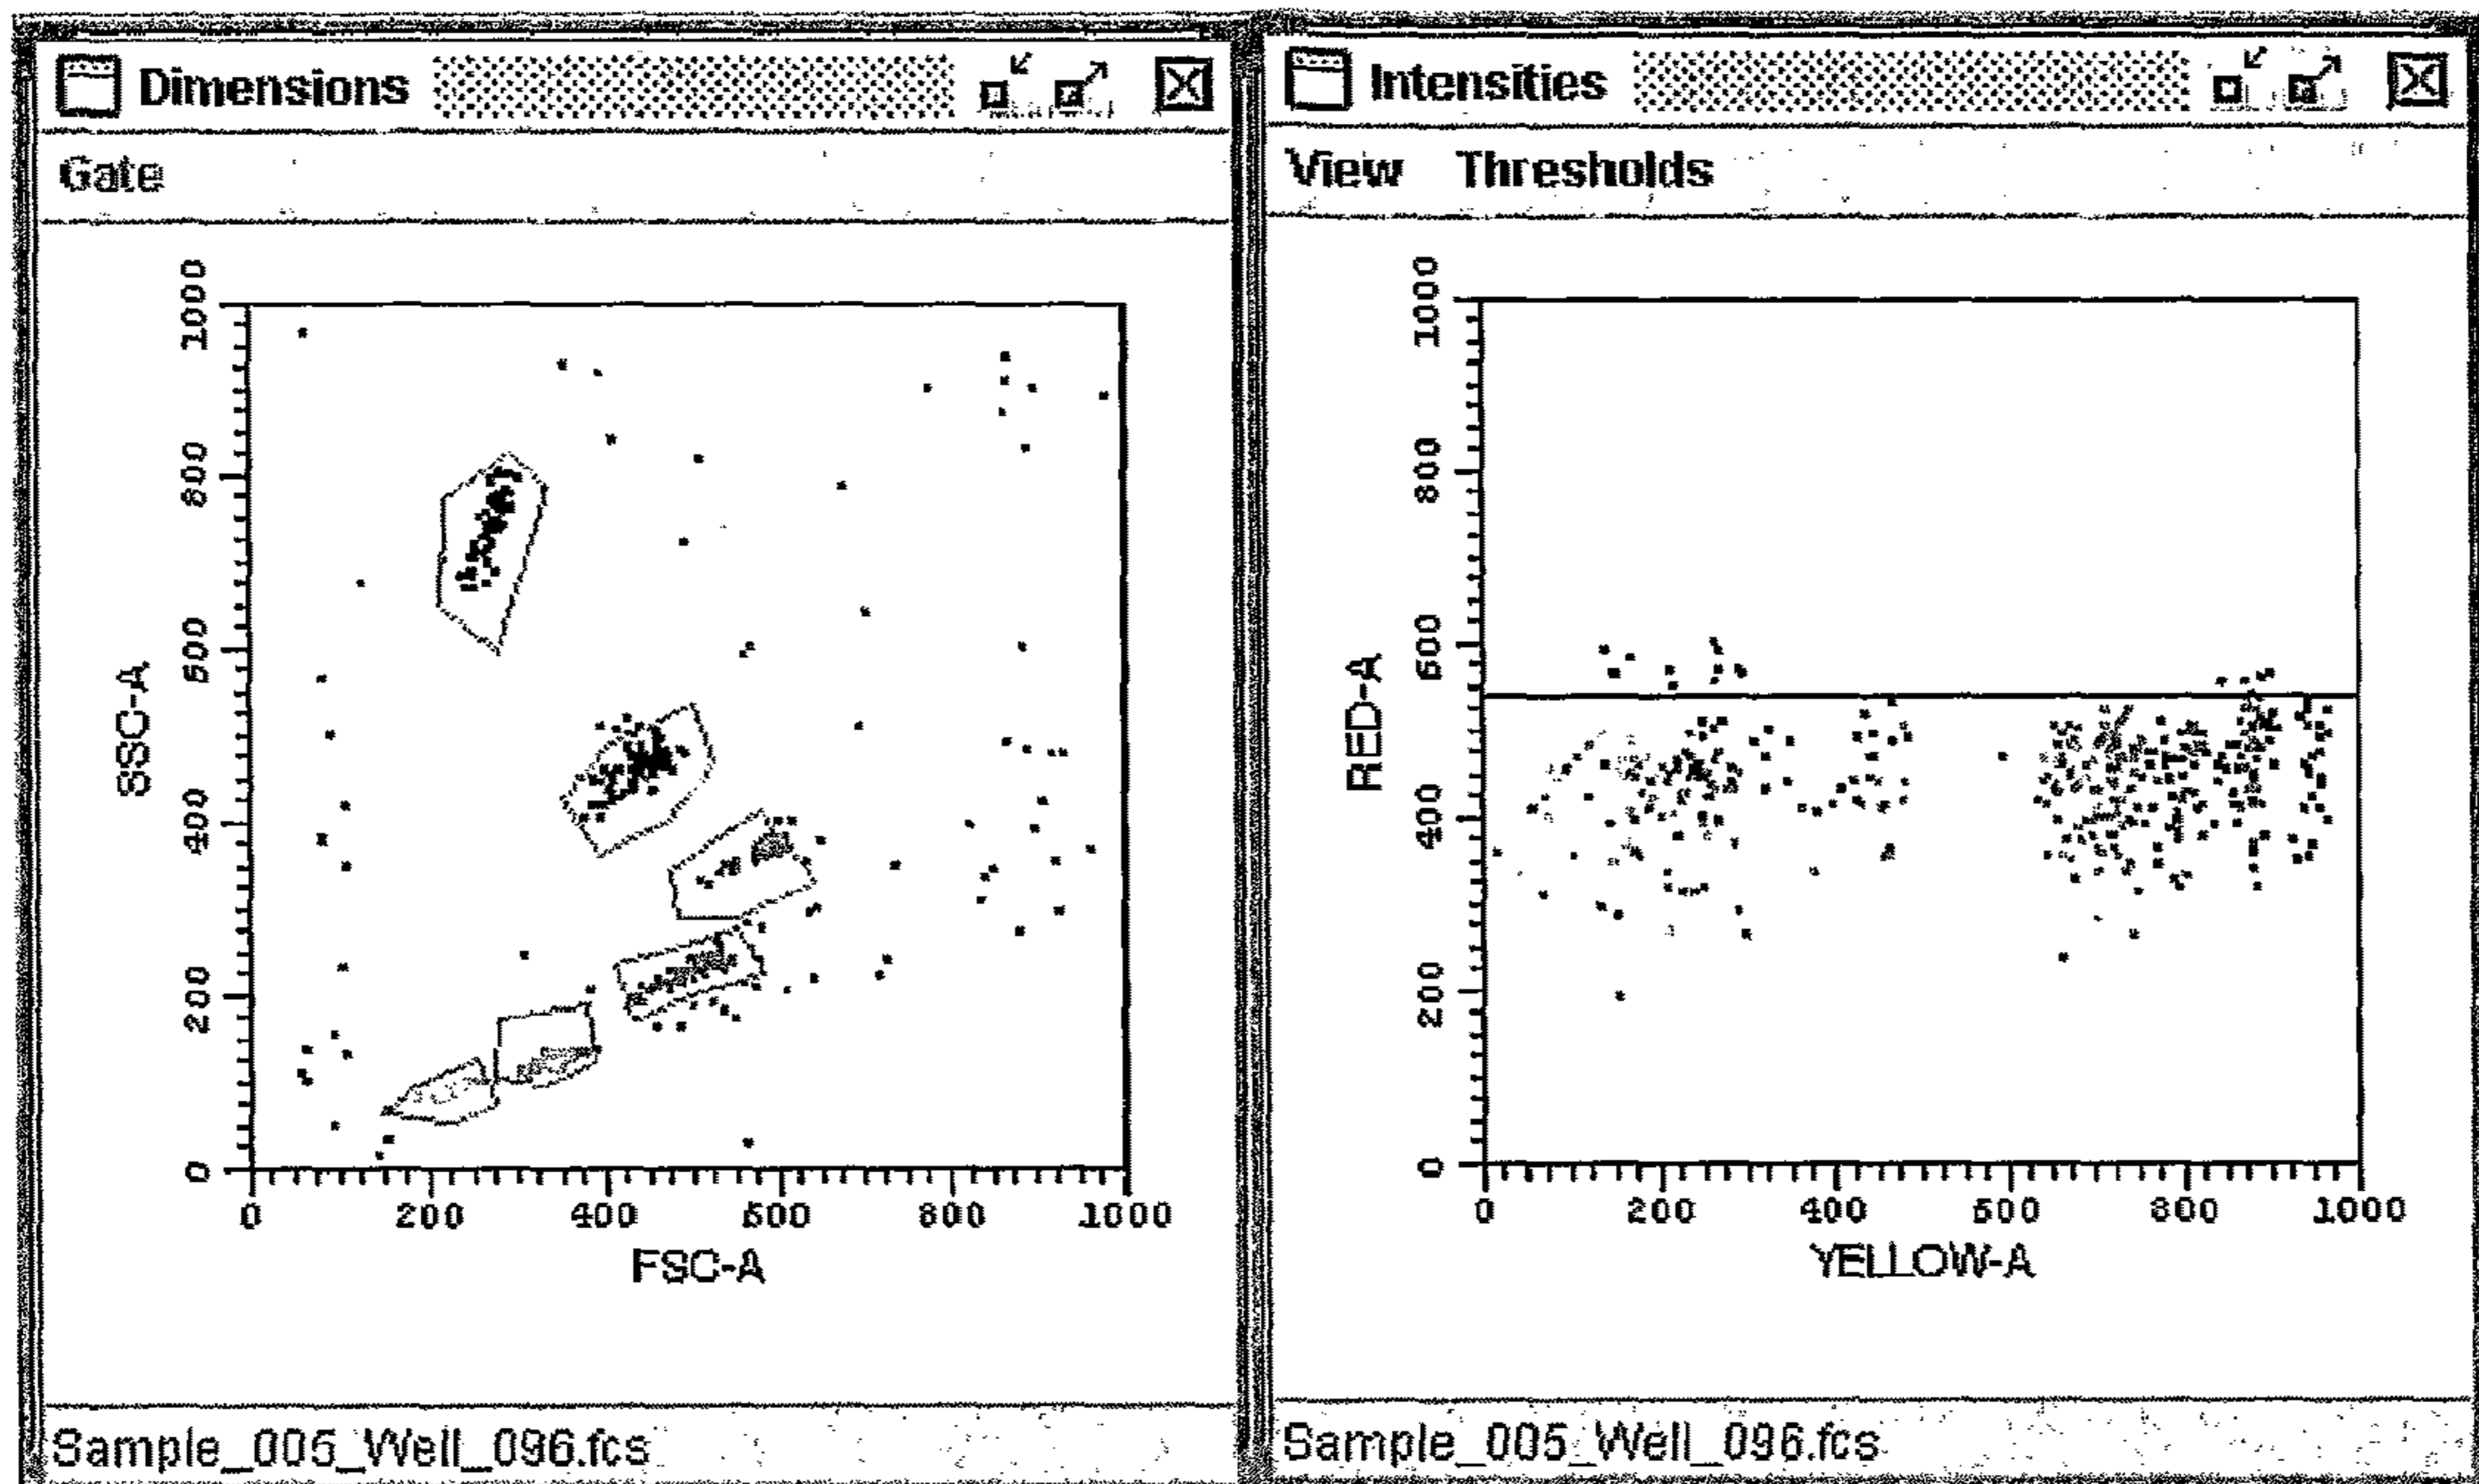 Dimensions
Gate
1000
800
600
400
200
0
SSC-A
0 200 400 600 800 1000
FSC-A
Sample_005_Well_096.fcs
Intensities
View Thresholds
1000
800
600
400
200
0
RED-A
0 200 400 600 800 1000
YELLOW-A
Sample_005_Well_096.fcs